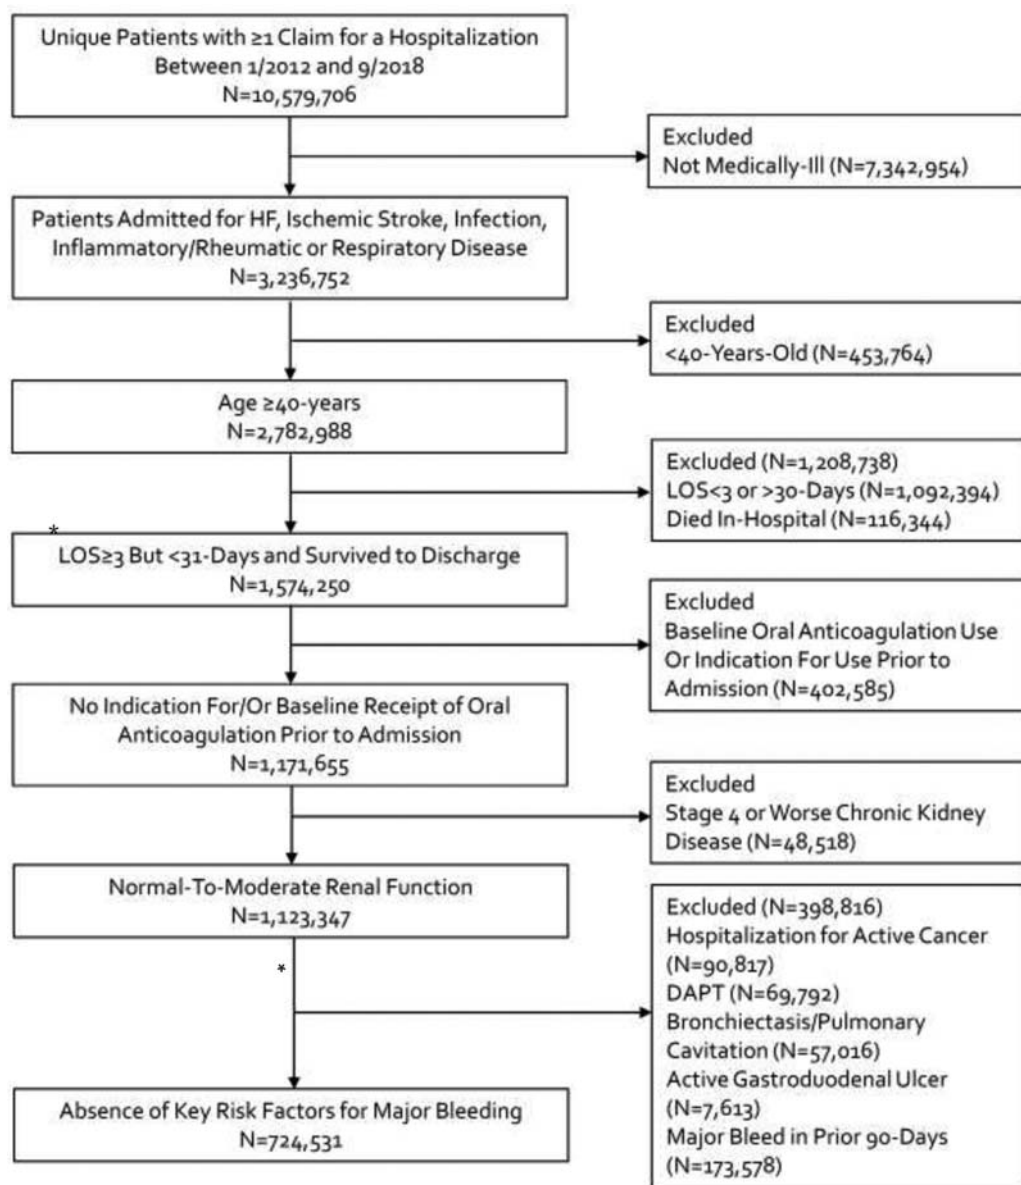 Unique Patients with ≥1 Claim for a Hospitalization
Between 1/2012 and 9/2018
N=10,579,706
Excluded
Not Medically-Ill (N=7,342,954)
Patients Admitted for HF, Ischemic Stroke, Infection,
Inflammatory/Rheumatic or Respiratory Disease
N=3,236,752
Excluded
<40-Years-Old (N=453,764)
Age ≥40-years
N=2,782,988
Excluded (N=1,208,738)
LOS<3 or >30-Days (N=1,092,394)
Died In-Hospital (N=116,344)
*
LOS≥3 But <31-Days and Survived to Discharge
N=1,574,250
Excluded
Baseline Oral Anticoagulation Use
Or Indication For Use Prior to
Admission (N=402,585)
No Indication For/Or Baseline Receipt of Oral
Anticoagulation Prior to Admission
N=1,171,655
Excluded
Stage 4 or Worse Chronic Kidney
Disease (N=48,518)
Normal-To-Moderate Renal Function
N=1,123,347
*
Excluded (N=398,816)
Hospitalization for Active Cancer
(N=90,817)
DAPT (N=69,792)
Bronchiectasis/Pulmonary
Cavitation (N=57,016)
Active Gastroduodenal Ulcer
(N=7,613)
Major Bleed in Prior 90-Days
(N=173,578)
Absence of Key Risk Factors for Major Bleeding
N=724,531